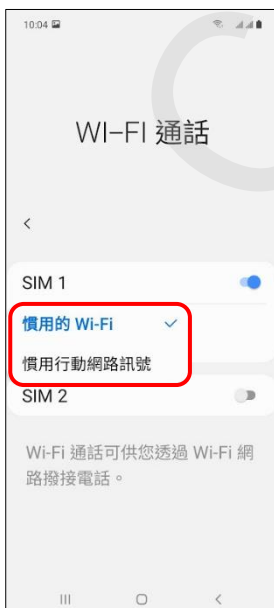 10:04
WI-FI 通話
SIM 1
慣用的 Wi-Fi
慣用行動網路訊號
SIM 2
Wi-Fi 通話可供您透過 Wi-Fi 網
路撥接電話。